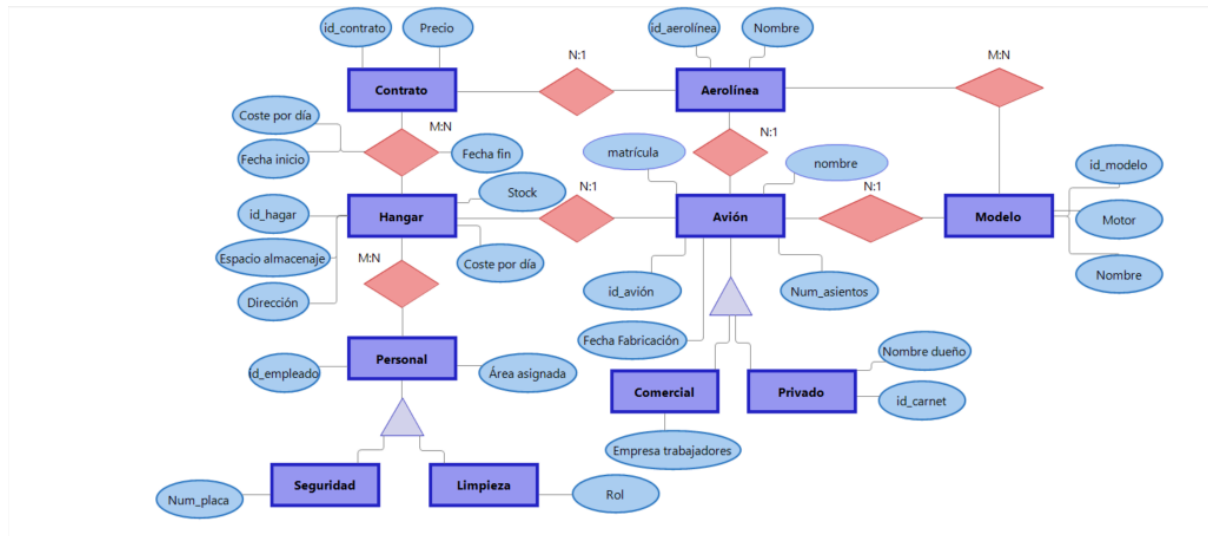 id_contrato
Precio
id_aerolínea
Nombre
N:1
M:N
Contrato
Aerolínea
Coste por día
M:N
N:1
Fecha inicio
Fecha fin
matrícula
nombre
id_modelo
Stock
N:1
N:1
id_hagar
Hangar
Avión
Modelo
Motor
Espacio almacenaje
M:N
Coste por día
Nombre
Dirección
id_avión
Num_asientos
Fecha Fabricación
Personal
Nombre dueño
id_empleado
Área asignada
Comercial
Privado
id_carnet
Empresa trabajadores
Seguridad
Limpieza
Num_placa
Rol